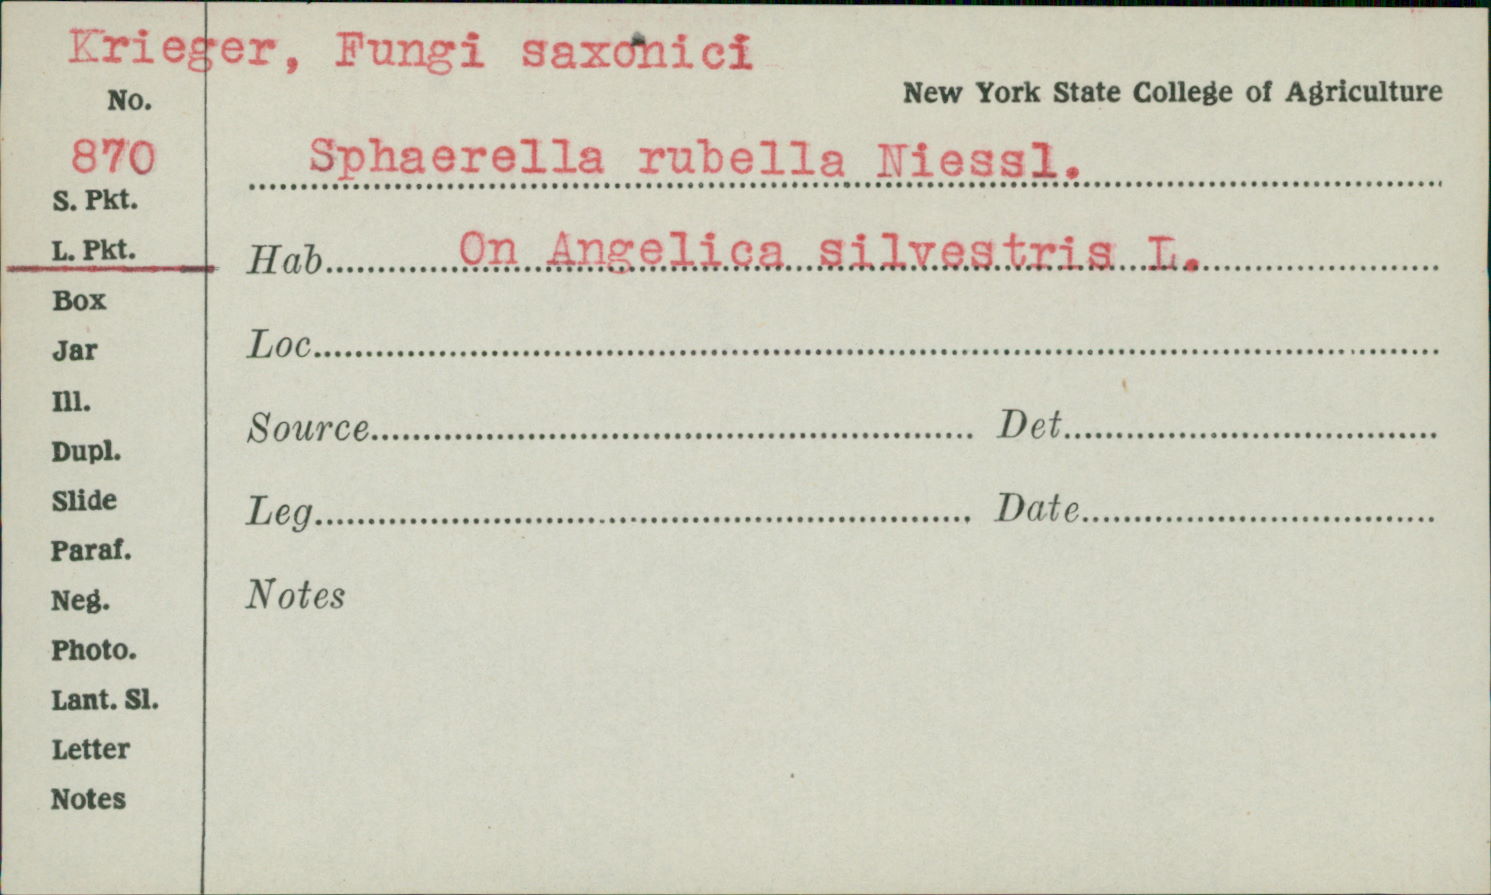 Krieger, Fungi saxonici
No.
New York State College of Agriculture
870
Sphaerella rubella Niessl.
S. Pkt.
L. Pkt.
Hab. On Angelica silvestris L.
Box
Jar
Loc.
Ill.
Source Det.
Dupl.
Slide
Leg. Date
Paraf.
Neg.
Notes
Photo.
Lant. Sl.
Letter
Notes